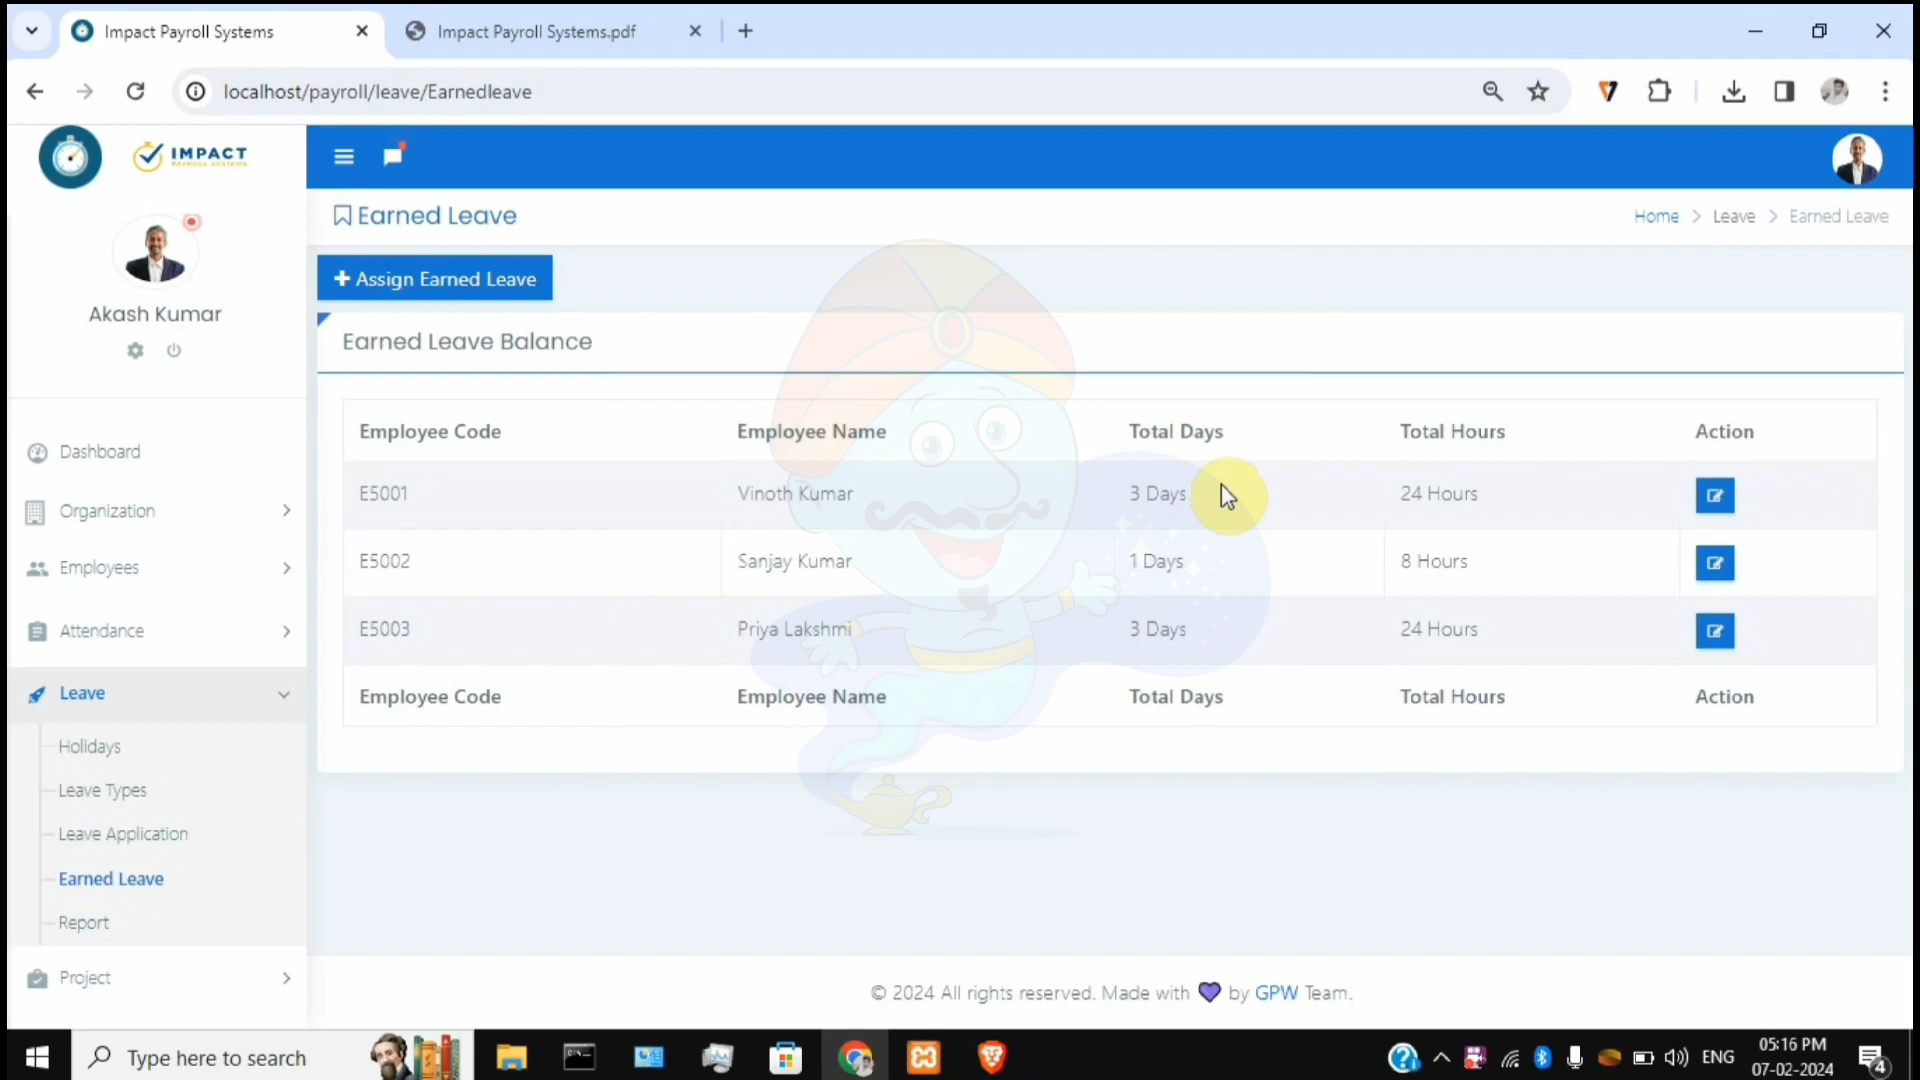 Impact Payroll Systems
Impact Payroll Systems.pdf
localhost/payroll/leave/Earnedleave
IMPACT
PAYROLL SYSTEMS
Earned Leave
Home > Leave > Earned Leave
Assign Earned Leave
Akash Kumar
Earned Leave Balance
Employee Code Employee Name Total Days Total Hours Action
E5001 Vinoth Kumar 3 Days 24 Hours
E5002 Sanjay Kumar 1 Days 8 Hours
E5003 Priya Lakshmi 3 Days 24 Hours
Employee Code Employee Name Total Days Total Hours Action
Dashboard
Organization
Employees
Attendance
Leave
Holidays
Leave Types
Leave Application
Earned Leave
Report
Project
© 2024 All rights reserved. Made with 💜 by GPW Team.
Type here to search
ENG
05:16 PM
07-02-2024
4